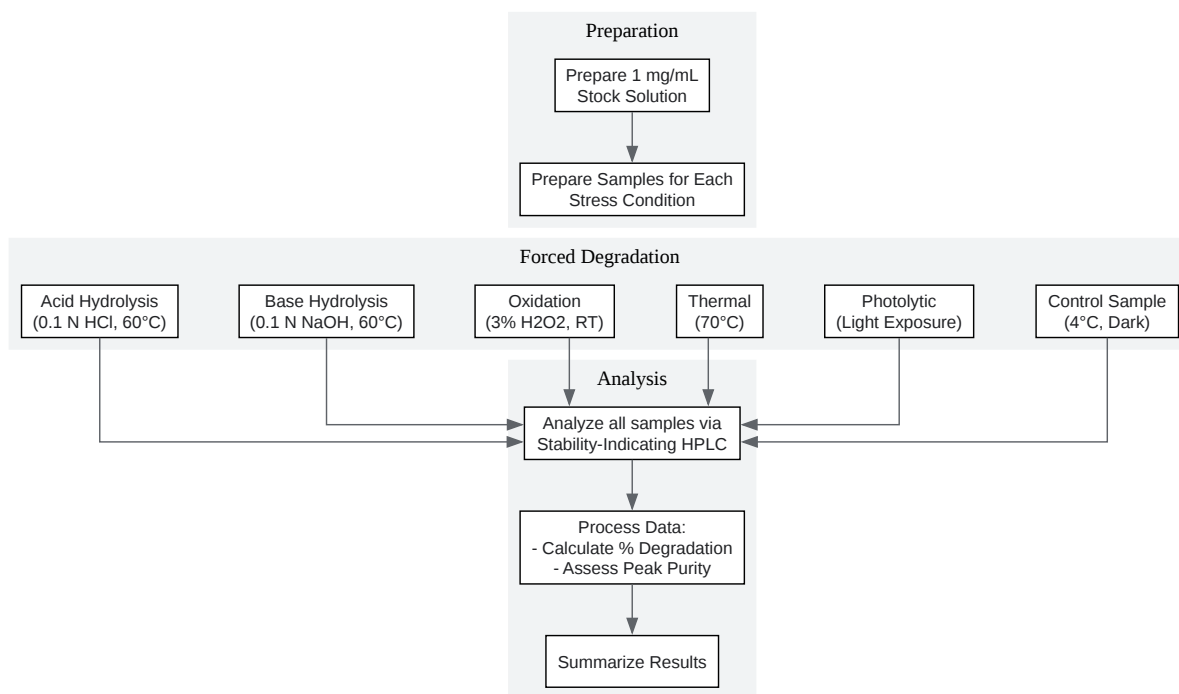 Preparation
Prepare 1 mg/mL
Stock Solution
Prepare Samples for Each
Stress Condition
Forced Degradation
Acid Hydrolysis
(0.1 N HCl, 60°C)
Base Hydrolysis
(0.1 N NaOH, 60°C)
Oxidation
(3% H2O2, RT)
Thermal
(70°C)
Photolytic
(Light Exposure)
Control Sample
(4°C, Dark)
Analysis
Analyze all samples via
Stability-Indicating HPLC
Process Data:
- Calculate % Degradation
- Assess Peak Purity
Summarize Results